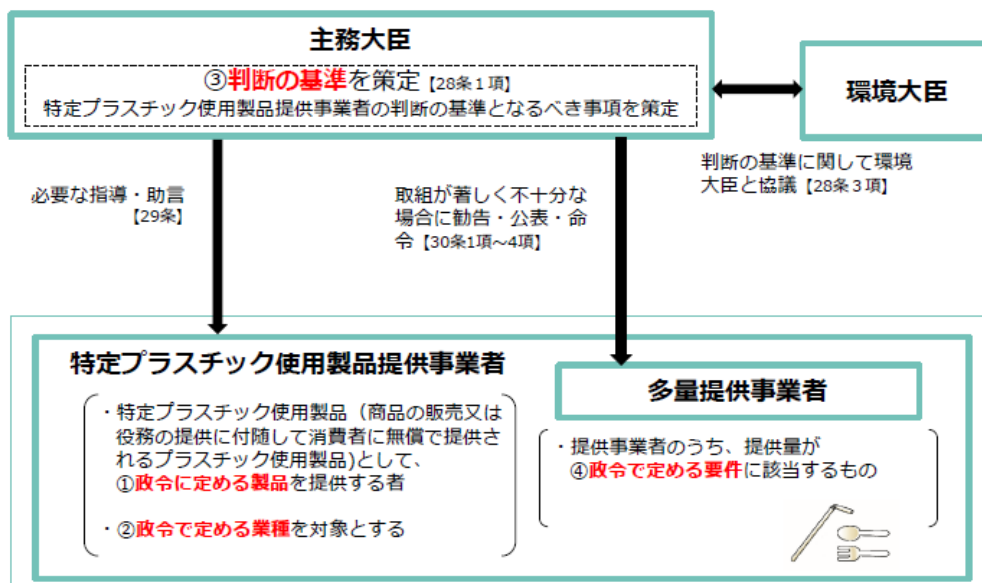 主務大臣
③判断の基準を策定【28条１項】
特定プラスチック使用製品提供事業者の判断の基準となるべき事項を策定
環境大臣
判断の基準に関して環境
大臣と協議【28条３項】
必要な指導・助言
【29条】
取組が著しく不十分な
場合に勧告・公表・命
令【30条1項～4項】
特定プラスチック使用製品提供事業者
・特定プラスチック使用製品（商品の販売又は
役務の提供に付随して消費者に無償で提供さ
れるプラスチック使用製品)として、
①政令に定める製品を提供する者
・②政令で定める業種を対象とする
多量提供事業者
・提供事業者のうち、提供量が
④政令で定める要件に該当するもの